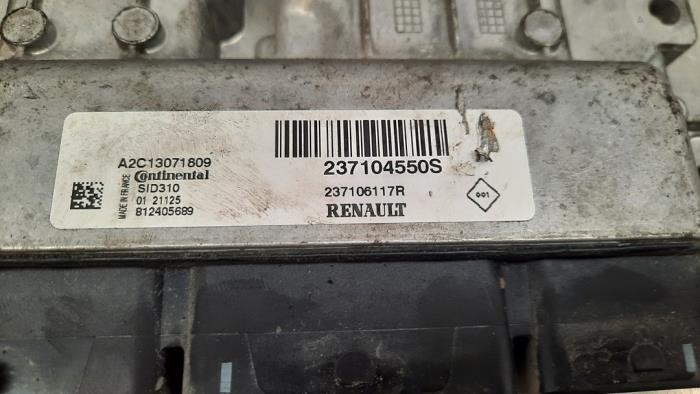 A2C13071809
Continental
SID310
01 21125
812405689
MADE IN FRANCE
237104550S
237106117R
RENAULT
001